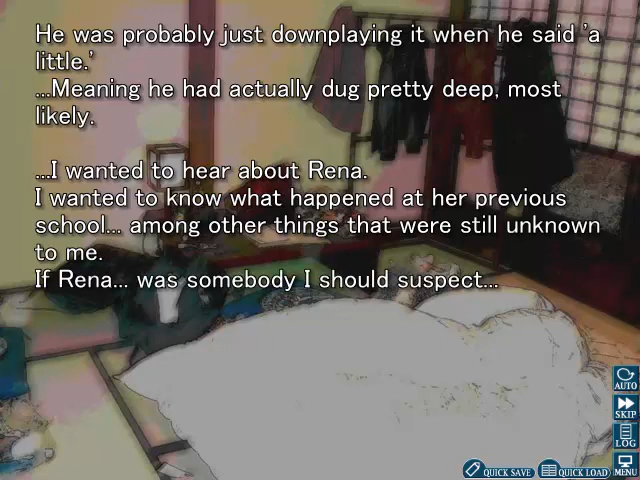 He was probably just downplaying it when he said 'a
little.'
...Meaning he had actually dug pretty deep, most
likely.
...I wanted to hear about Rena.
I wanted to know what happened at her previous
school... among other things that were still unknown
to me.
If Rena... was somebody I should suspect...
AUTO
SKIP
LOG
MENU
QUICK SAVE
QUICK LOAD